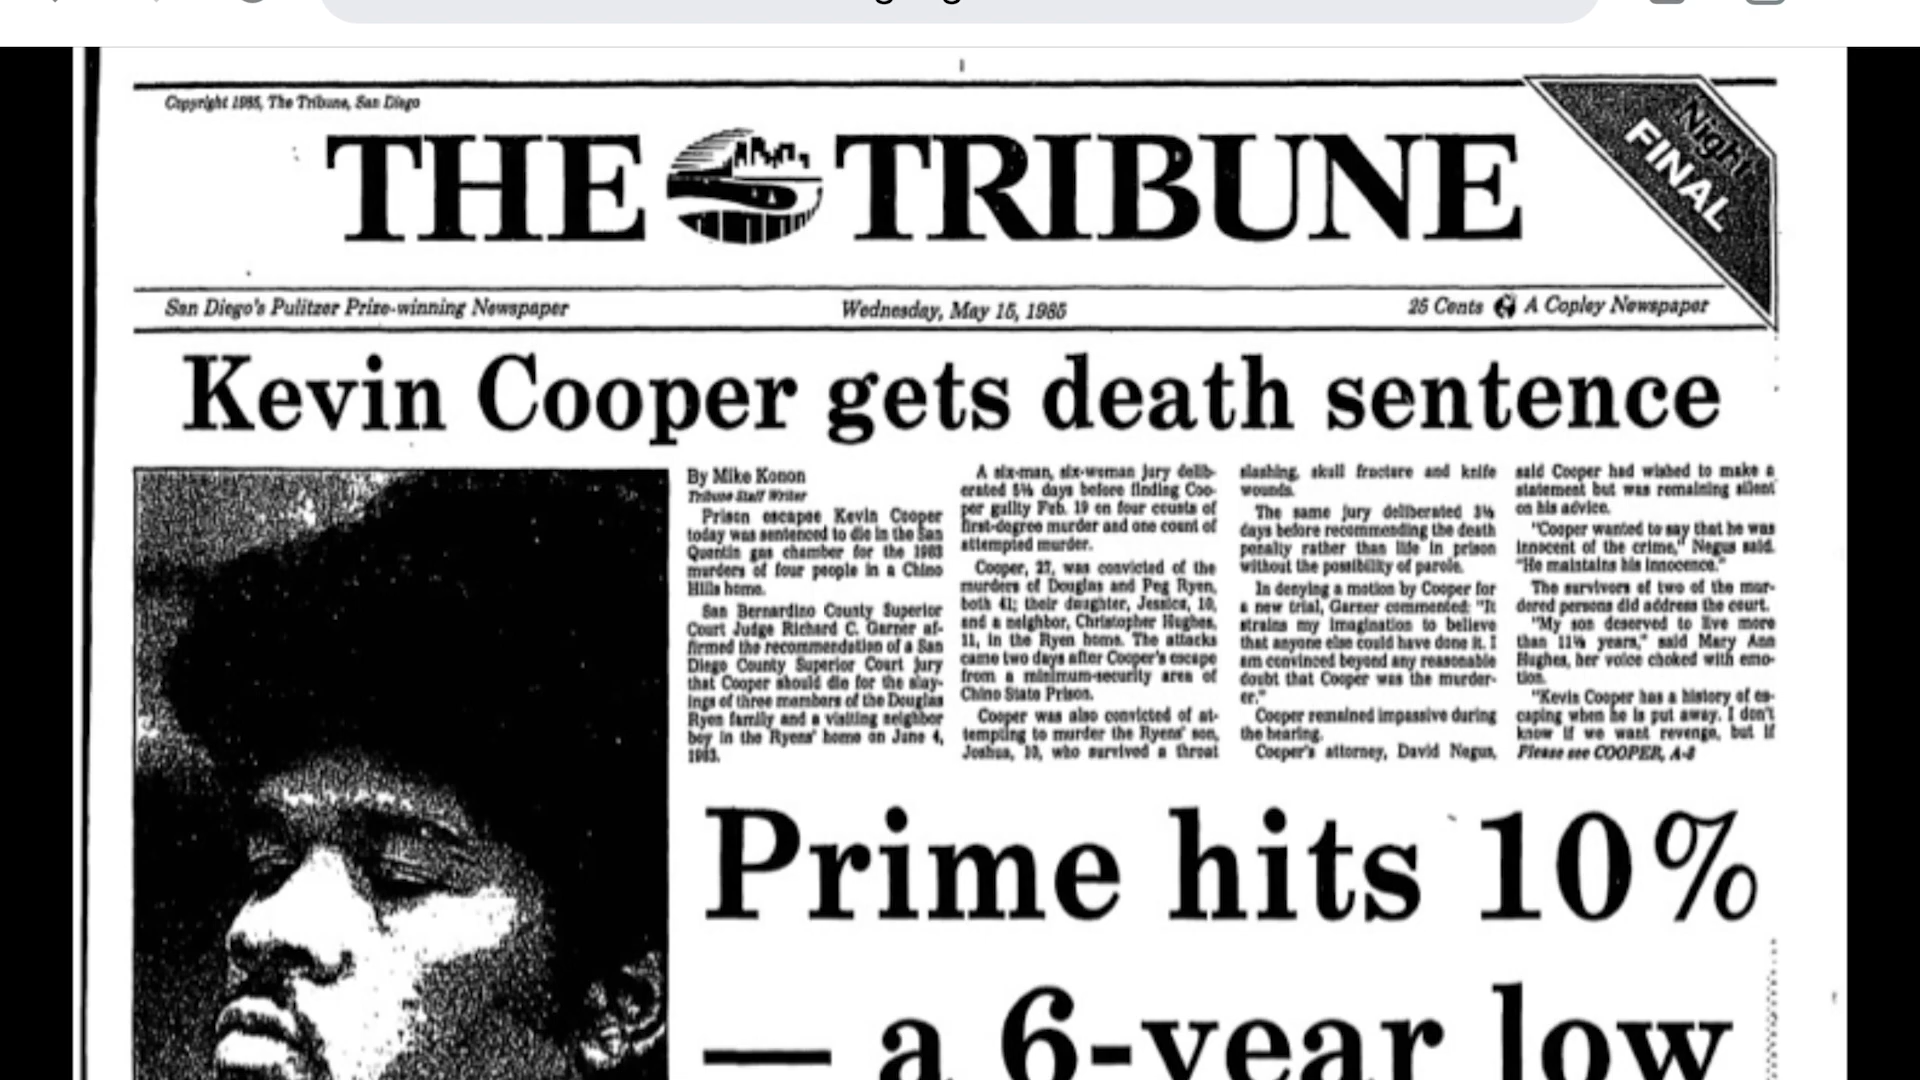 Copyright 1985, The Tribune, San Diego
THE TRIBUNE
Night
FINAL
San Diego's Pulitzer Prize-winning Newspaper
Wednesday, May 15, 1985
25 Cents
A Copley Newspaper
Kevin Cooper gets death sentence
By Mike Konon
Tribune Staff Writer
Prison escapee Kevin Cooper
today was sentenced to die in the San
Quentin gas chamber for the 1983
murders of four people in a Chino
Hills home.
San Bernardino County Superior
Court Judge Richard C. Garner af-
firmed the recommendation of a San
Diego County Superior Court jury
that Cooper should die for the slay-
ings of three members of the Douglas
Ryen family and a visiting neighbor
boy in the Ryens' home on June 4,
1983.
A six-man, six-woman jury delib-
erated 5½ days before finding Coo-
per guilty Feb. 19 on four counts of
first-degree murder and one count of
attempted murder.
Cooper, 27, was convicted of the
murders of Douglas and Peg Ryen,
both 41; their daughter, Jessica, 10,
and a neighbor, Christopher Hughes,
11, in the Ryen home. The attacks
came two days after Cooper's escape
from a minimum-security area of
Chino State Prison.
Cooper was also convicted of at-
tempting to murder the Ryens' son,
Joshua, 10, who survived a throat
slashing, skull fracture and knife
wounds.
The same jury deliberated 3½
days before recommending the death
penalty rather than life in prison
without the possibility of parole.
In denying a motion by Cooper for
a new trial, Garner commented: "It
strains my imagination to believe
that anyone else could have done it. I
am convinced beyond any reasonable
doubt that Cooper was the murder-
er."
Cooper remained impassive during
the hearing.
Cooper's attorney, David Negus,
said Cooper had wished to make a
statement but was remaining silent
on his advice.
"Cooper wanted to say that he was
innocent of the crime," Negus said.
"He maintains his innocence."
The survivors of two of the mur-
dered persons did address the court.
"My son deserved to live more
than 11½ years," said Mary Ann
Hughes, her voice choked with emo-
tion.
"Kevin Cooper has a history of es-
caping when he is put away. I don't
know if we want revenge, but if
Please see COOPER, A-8
Prime hits 10%
— a 6-year low